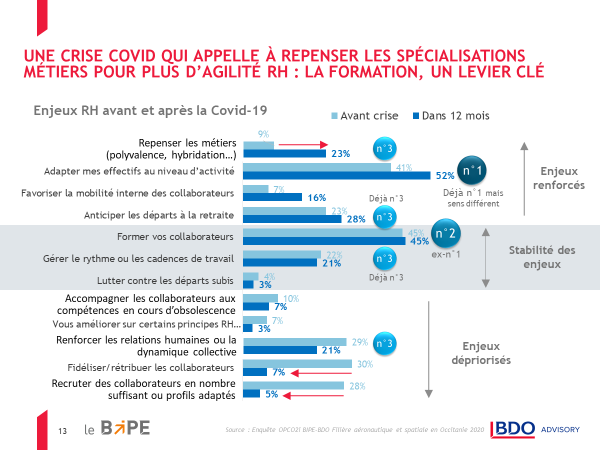 UNE CRISE COVID QUI APPELLE À REPENSER LES SPÉCIALISATIONS
MÉTIERS POUR PLUS D'AGILITÉ RH : LA FORMATION, UN LEVIER CLÉ
Enjeux RH avant et après la Covid-19
Avant crise
Dans 12 mois
Repenser les métiers
(polyvalence, hybridation...)
9%
23%
n°3
Adapter mes effectifs au niveau d'activité
41%
52%
n°1
Déjà n°1 mais
sens différent
Favoriser la mobilité interne des collaborateurs
7%
16%
Déjà n°3
Anticiper les départs à la retraite
23%
28%
n°3
Enjeux
renforcés
Former vos collaborateurs
45%
45%
n°2
ex-n°1
Gérer le rythme ou les cadences de travail
22%
21%
n°3
Déjà n°3
Lutter contre les départs subis
4%
3%
Stabilité des
enjeux
Accompagner les collaborateurs aux
compétences en cours d'obsolescence
10%
7%
Vous améliorer sur certains principes RH...
7%
3%
Renforcer les relations humaines ou la
dynamique collective
29%
21%
n°3
Fidéliser/rétribuer les collaborateurs
30%
7%
Recruter des collaborateurs en nombre
suffisant ou profils adaptés
28%
5%
Enjeux
dépriorisés
13
le BIPE
Source : Enquête OPCO2i BIPE-BDO Filière aéronautique et spatiale en Occitanie 2020
BDO ADVISORY